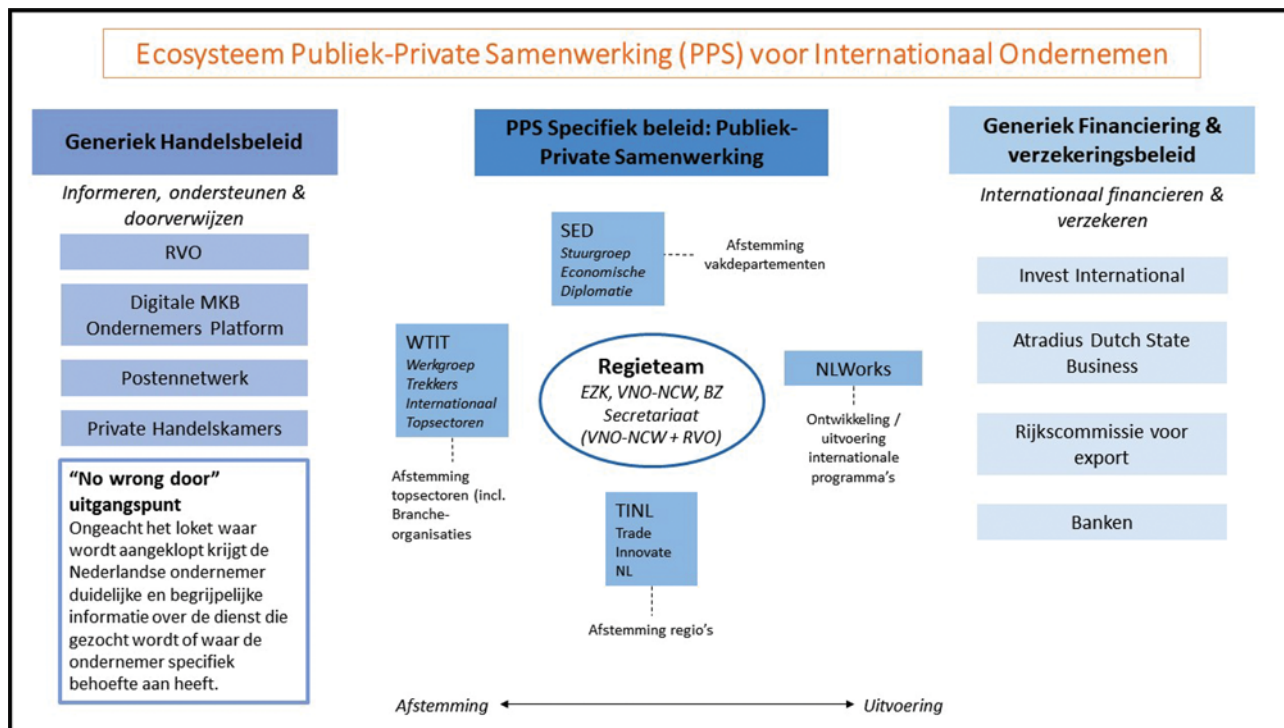 Ecosysteem Publiek-Private Samenwerking (PPS) voor Internationaal Ondernemen
Generiek Handelsbeleid
Informeren, ondersteunen &
doorverwijzen
RVO
Digitale MKB
Ondernemers Platform
Postennetwerk
Private Handelskamers
“No wrong door”
uitgangspunt
Ongeacht het loket waar
wordt aangeklopt krijgt de
Nederlandse ondernemer
duidelijke en begrijpelijke
informatie over de dienst die
gezocht wordt of waar de
ondernemer specifiek
behoefte aan heeft.
PPS Specifiek beleid: Publiek-
Private Samenwerking
SED
Stuurgroep
Economische
Diplomatie
Afstemming
vakdepartementen
WTIT
Werkgroep
Trekkers
Internationaal
Topsectoren
Afstemming
topsectoren (incl.
Branche-
organisaties
Regieteam
EZK, VNO-NCW, BZ
Secretariaat
(VNO-NCW + RVO)
NLWorks
Ontwikkeling /
uitvoering
internationale
programma’s
TINL
Trade
Innovate
NL
Afstemming regio’s
Afstemming
Uitvoering
Generiek Financiering &
verzekeringsbeleid
Internationaal financieren &
verzekeren
Invest International
Atradius Dutch State
Business
Rijkscommissie voor
export
Banken